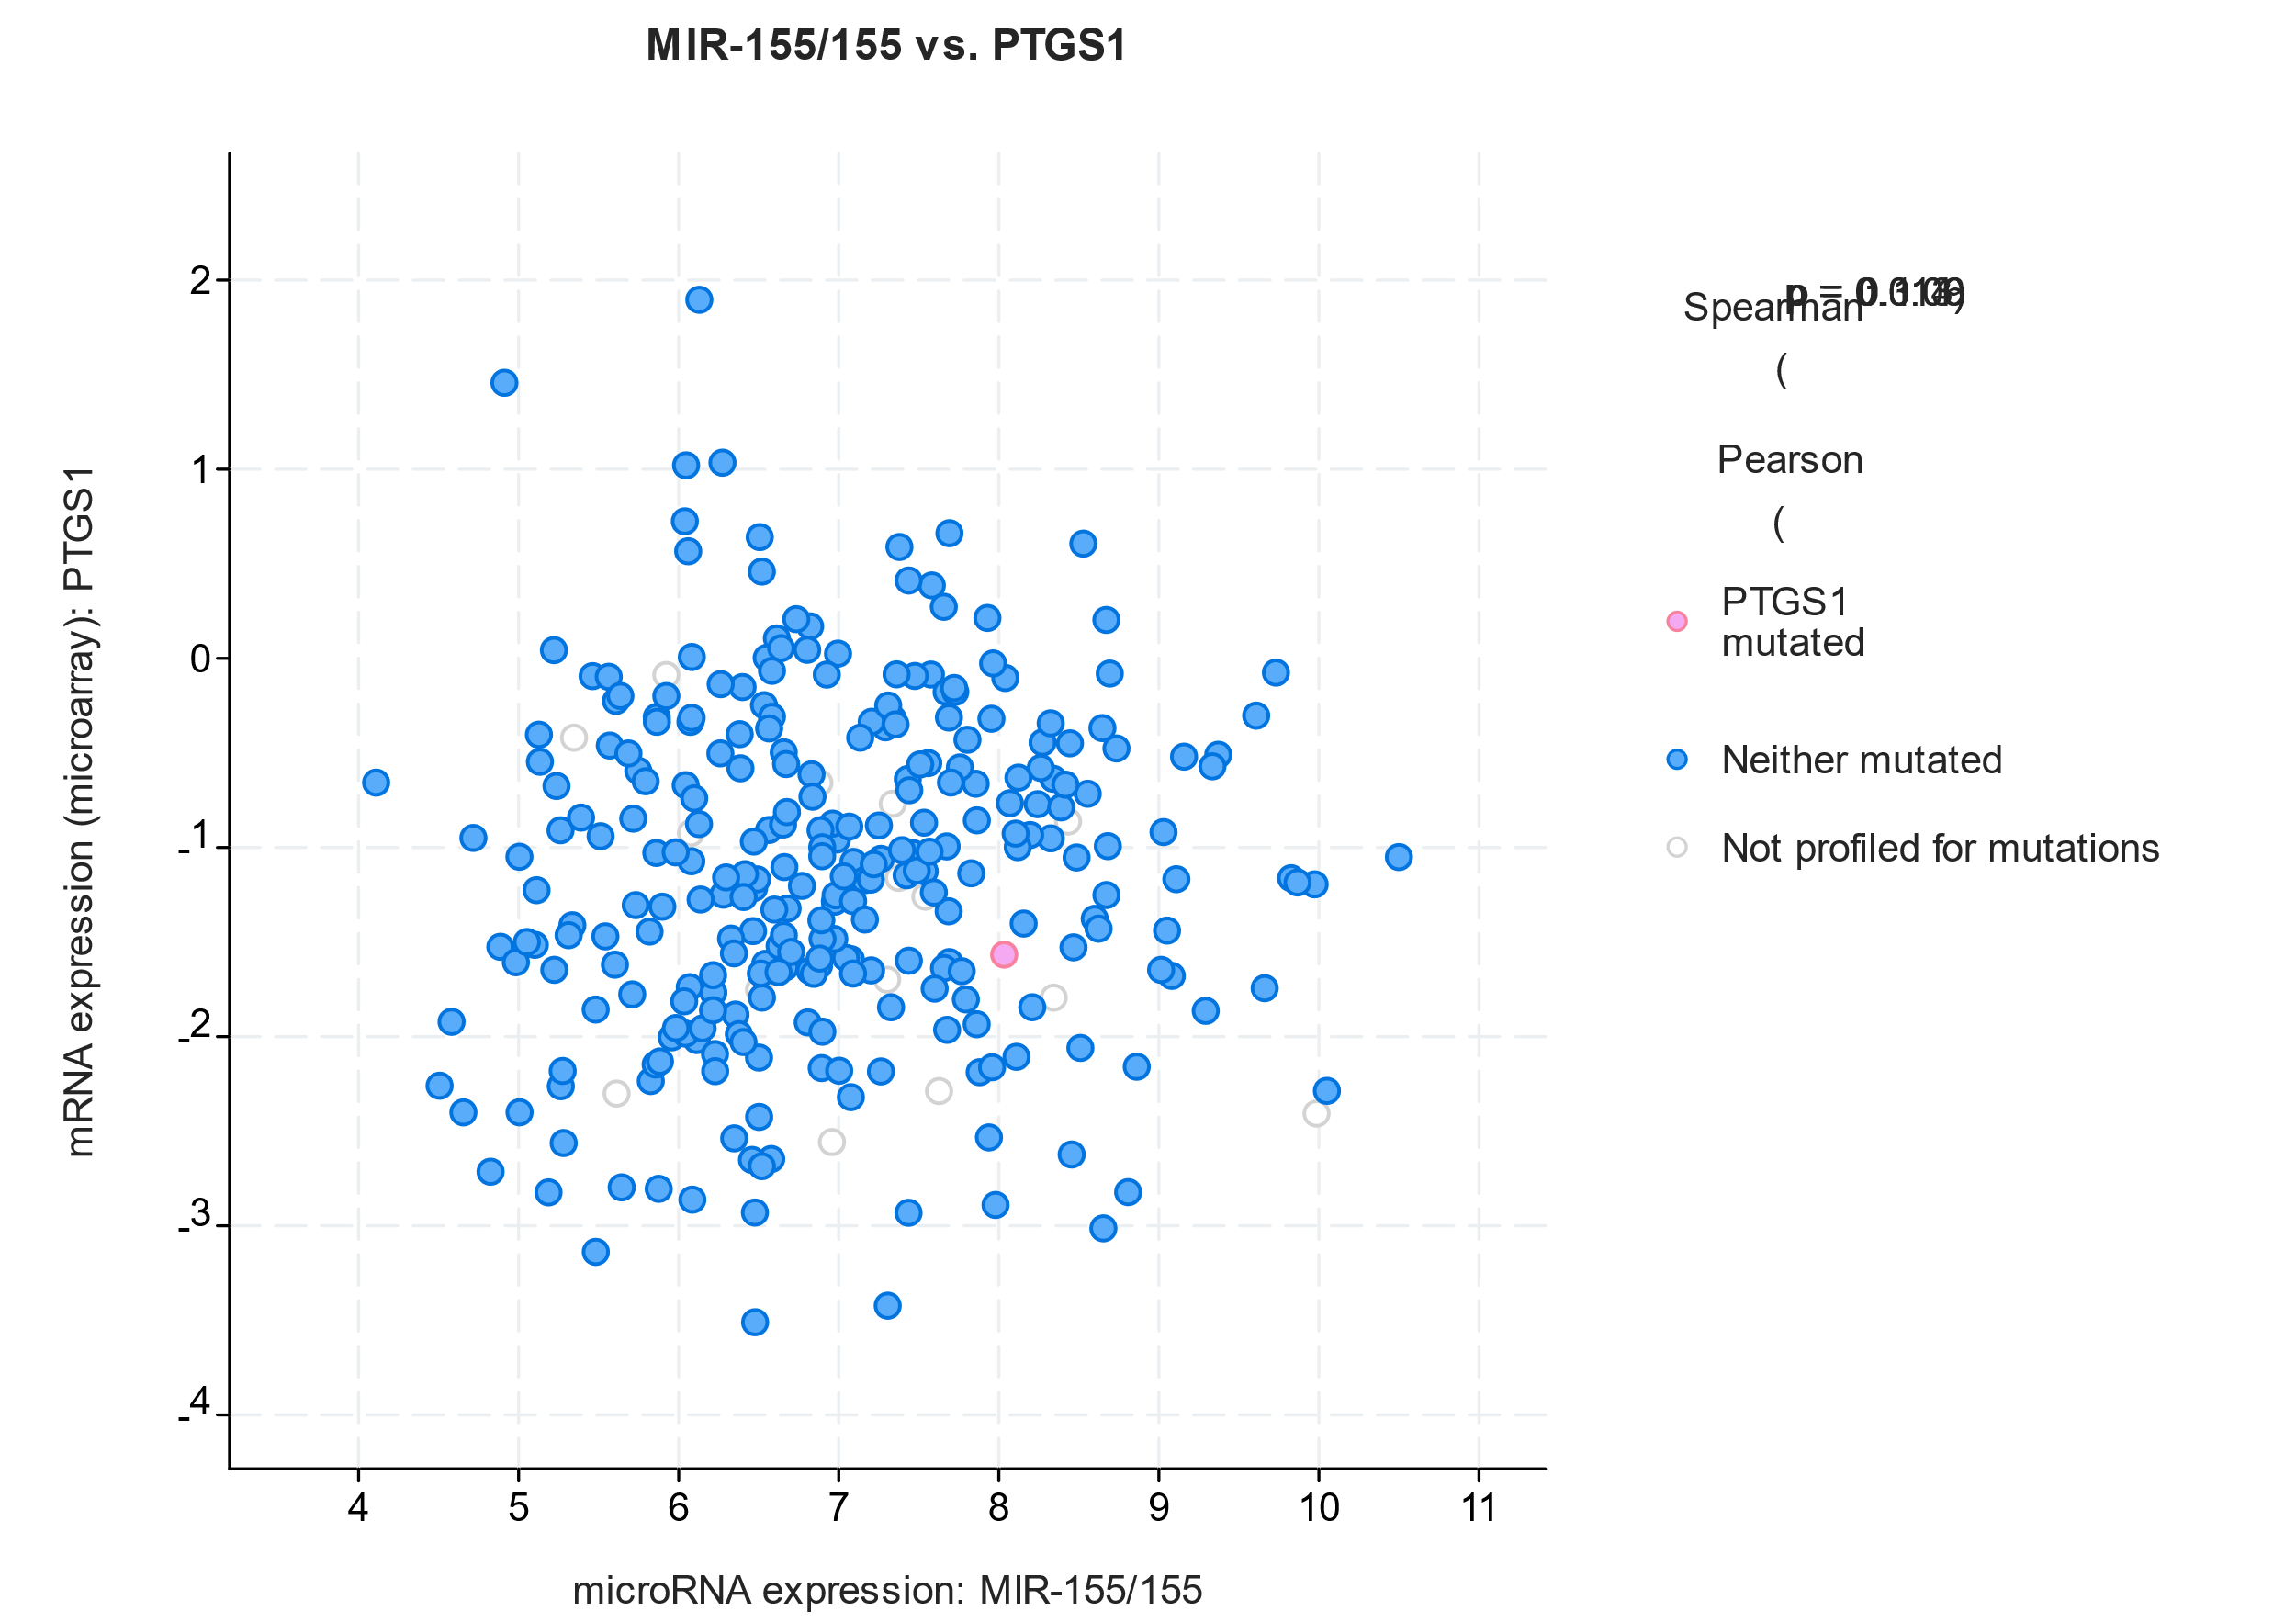 MIR-155/155 vs. PTGS1
mRNA expression (microarray): PTGS1
2
1
0
-1
-2
-3
-4
4
5
6
7
8
9
10
11
microRNA expression: MIR-155/155
Spearman
(
p =
Pearson
(
PTGS1
mutated
Neither mutated
Not profiled for mutations